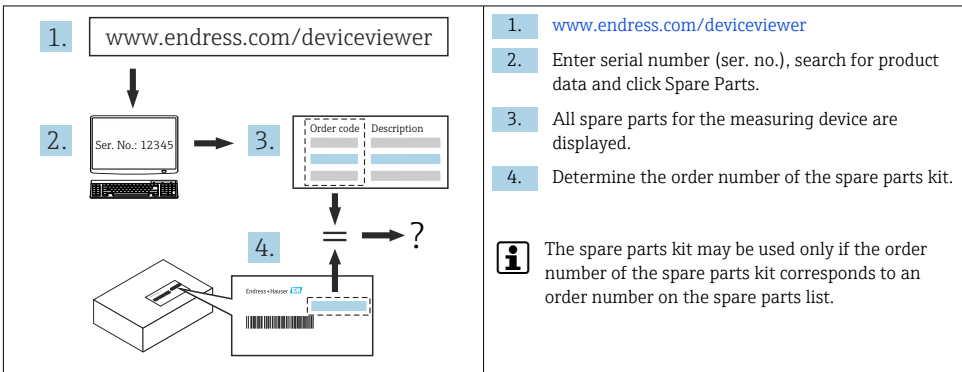 1.
www.endress.com/deviceviewer
2.
Ser. No.: 12345
3.
Order code
Description
=
?
4.
Endress+Hauser EH
1. www.endress.com/deviceviewer
2. Enter serial number (ser. no.), search for product
data and click Spare Parts.
3. All spare parts for the measuring device are
displayed.
4. Determine the order number of the spare parts kit.
i The spare parts kit may be used only if the order
number of the spare parts kit corresponds to an
order number on the spare parts list.